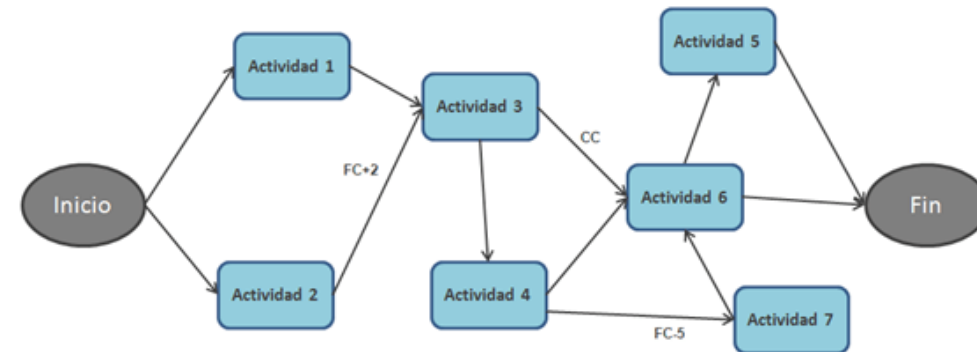 Actividad 5
Actividad 1
Actividad 3
CC
FC+2
Actividad 6
Inicio
Fin
Actividad 2
Actividad 4
Actividad 7
FC-5